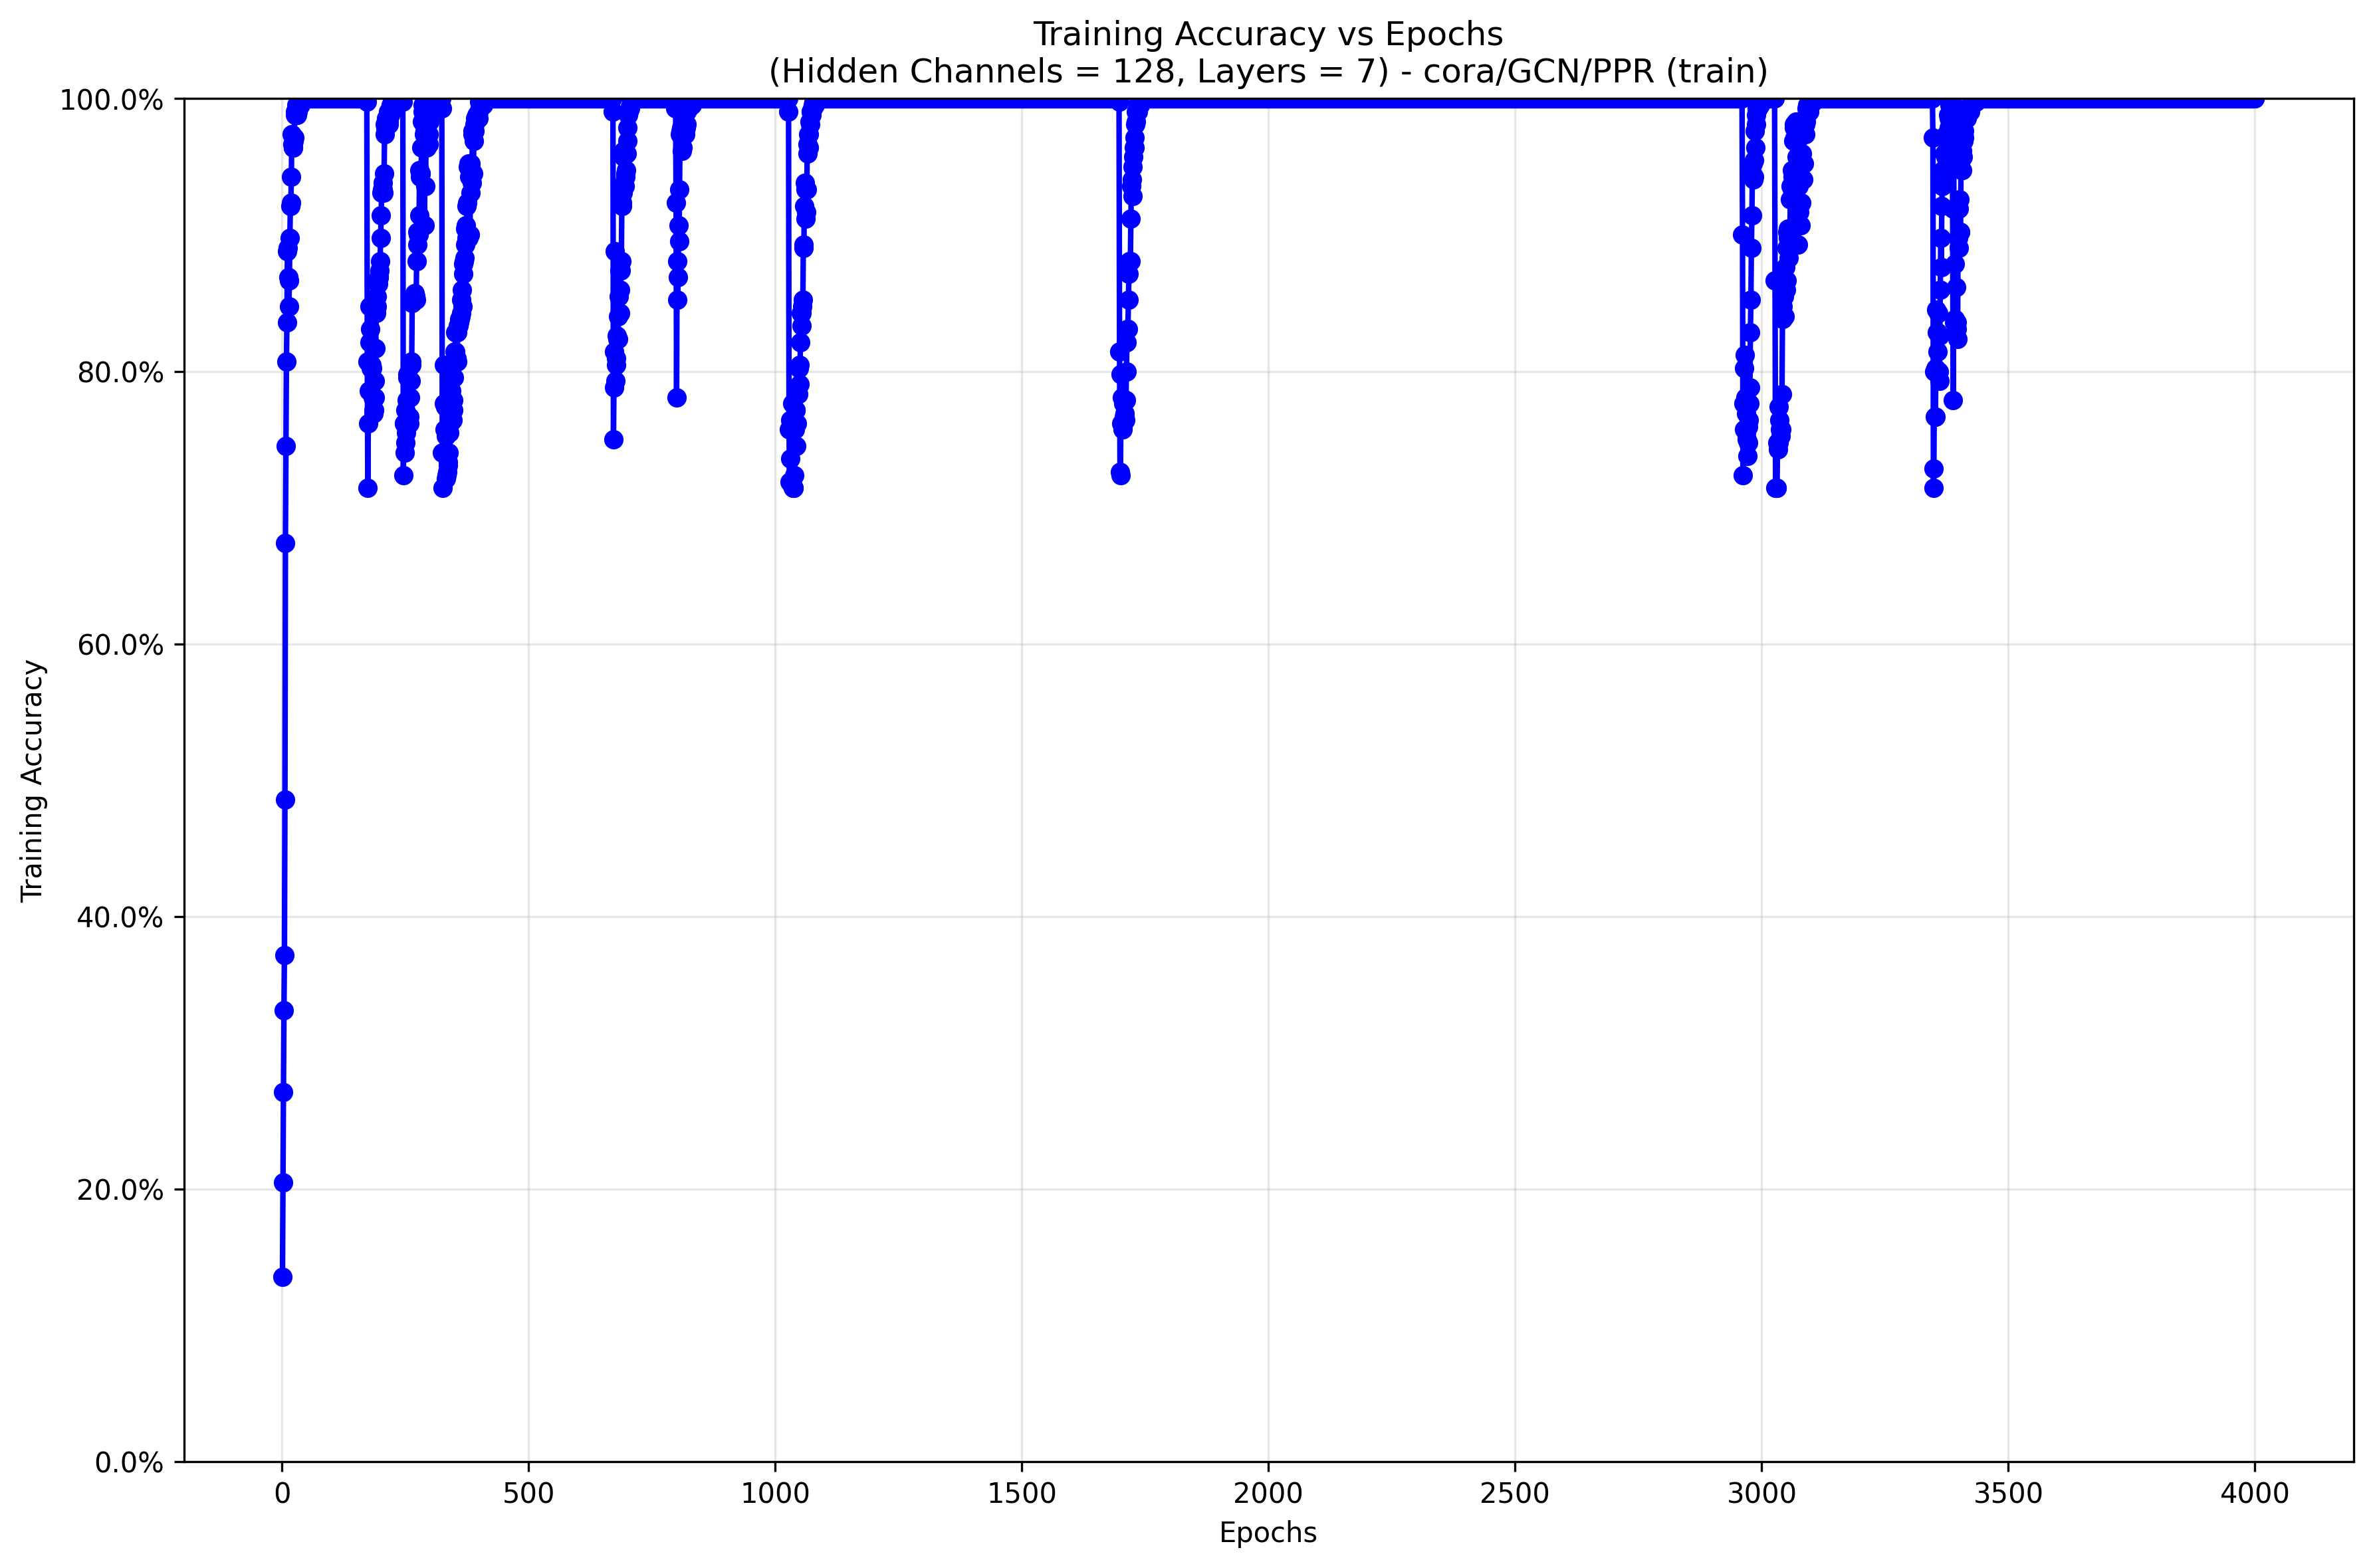 Training Accuracy vs Epochs
(Hidden Channels = 128, Layers = 7) - cora/GCN/PPR (train)
100.0%
80.0%
60.0%
40.0%
20.0%
0.0%
Training Accuracy
0 500 1000 1500 2000 2500 3000 3500 4000
Epochs